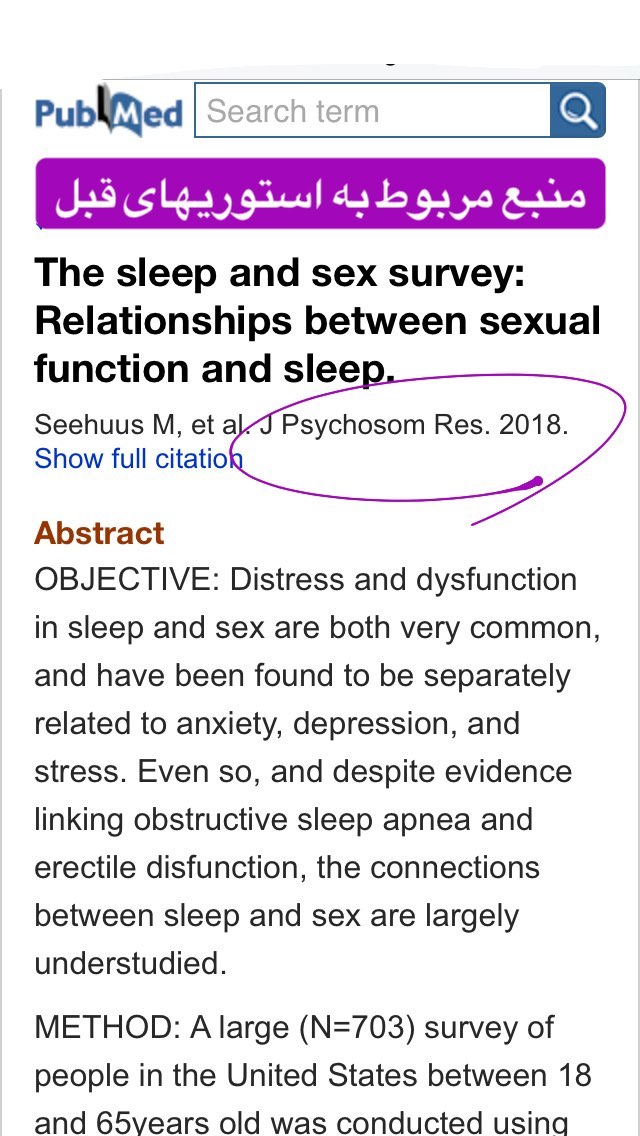 PubMed
Search term
منبع مربوط به استوریهای قبل
The sleep and sex survey:
Relationships between sexual
function and sleep.
Seehuus M, et al. J Psychosom Res. 2018.
Show full citation
Abstract
OBJECTIVE: Distress and dysfunction
in sleep and sex are both very common,
and have been found to be separately
related to anxiety, depression, and
stress. Even so, and despite evidence
linking obstructive sleep apnea and
erectile disfunction, the connections
between sleep and sex are largely
understudied.
METHOD: A large (N=703) survey of
people in the United States between 18
and 65years old was conducted using